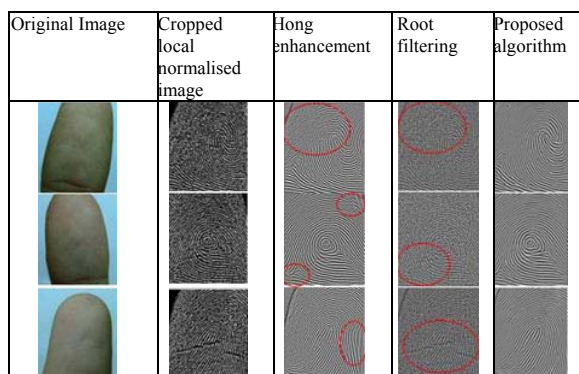 Original Image
Cropped
local
normalised
image
Hong
enhancement
Root
filtering
Proposed
algorithm